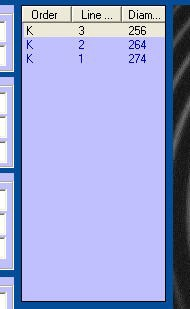 Order Line ... Diam...
K 3 256
K 2 264
K 1 274